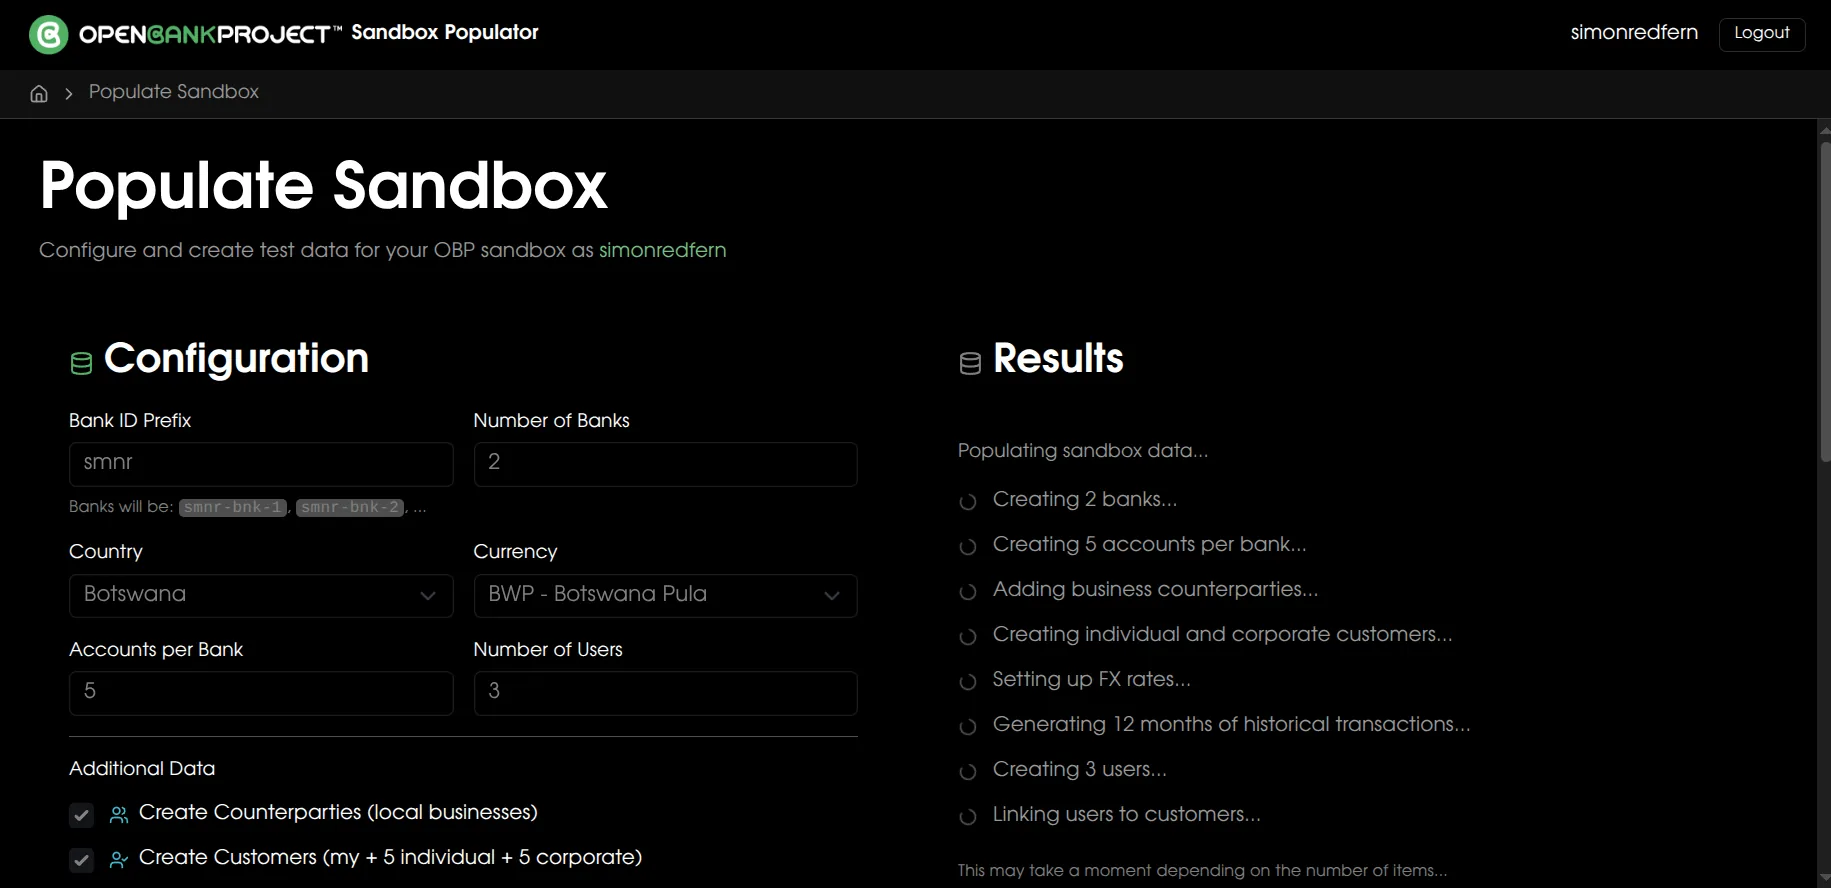 OPENBANKPROJECT™ Sandbox Populator
simonredfern
Logout
Populate Sandbox
Populate Sandbox
Configure and create test data for your OBP sandbox as simonredfern
Configuration
Bank ID Prefix
Number of Banks
smnr
2
Banks will be: smnr-bnk-1, smnr-bnk-2, ...
Country
Currency
Botswana
BWP - Botswana Pula
Accounts per Bank
Number of Users
5
3
Additional Data
Create Counterparties (local businesses)
Create Customers (my + 5 individual + 5 corporate)
Results
Populating sandbox data...
Creating 2 banks...
Creating 5 accounts per bank...
Adding business counterparties...
Creating individual and corporate customers...
Setting up FX rates...
Generating 12 months of historical transactions...
Creating 3 users...
Linking users to customers...
This may take a moment depending on the number of items...